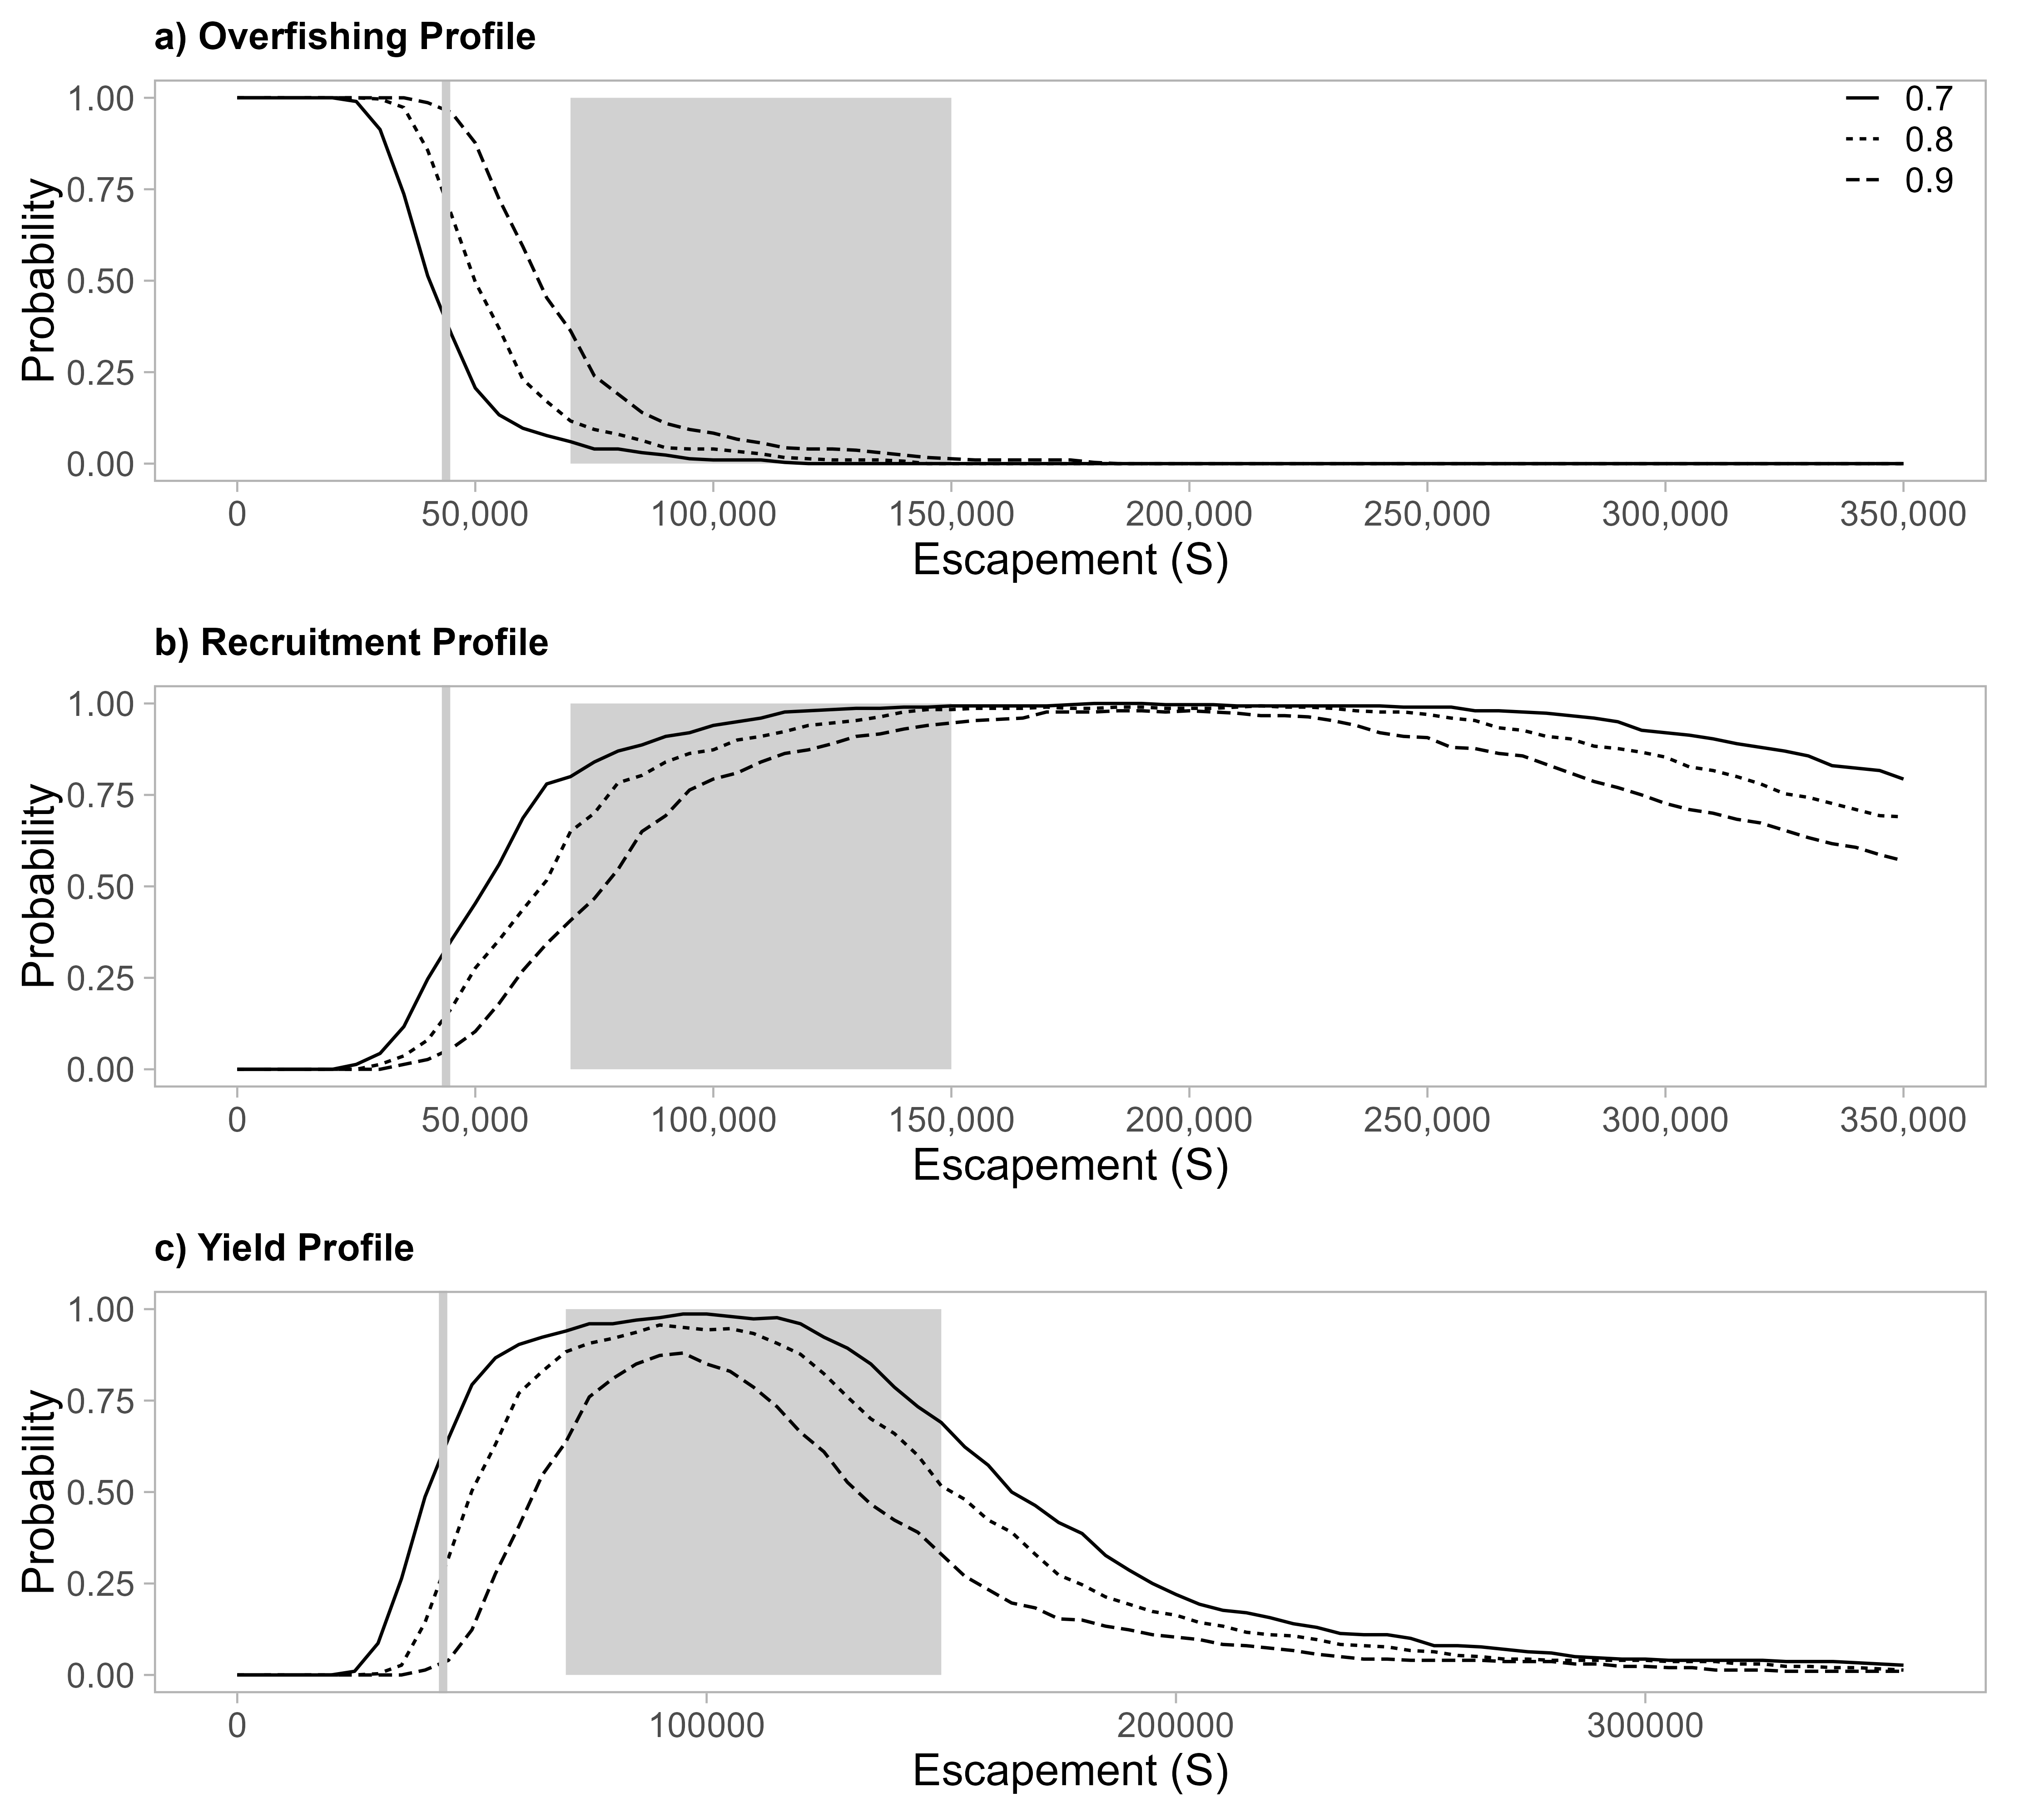 a) Overfishing Profile
Probability
1.00
0.75
0.50
0.25
0.00
0.7
0.8
0.9
0 50,000 100,000 150,000 200,000 250,000 300,000 350,000
Escapement (S)
b) Recruitment Profile
Probability
1.00
0.75
0.50
0.25
0.00
0 50,000 100,000 150,000 200,000 250,000 300,000 350,000
Escapement (S)
c) Yield Profile
Probability
1.00
0.75
0.50
0.25
0.00
0 100000 200000 300000
Escapement (S)